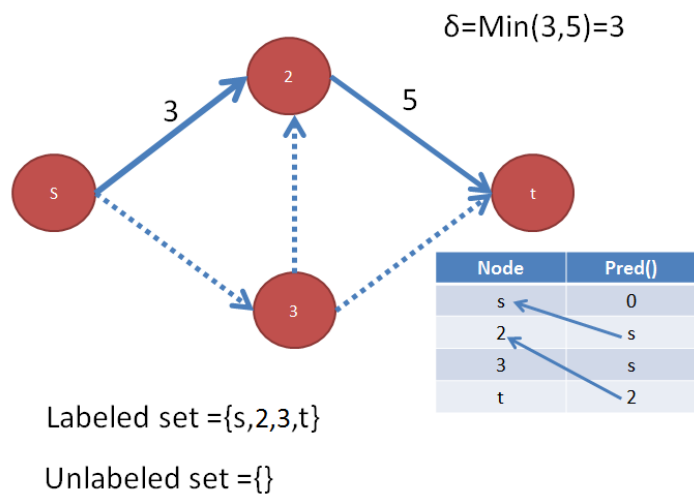 δ=Min(3,5)=3
2
3
5
S
t
3
Node Pred()
s 0
2 s
3 s
t 2
Labeled set ={s,2,3,t}
Unlabeled set ={}